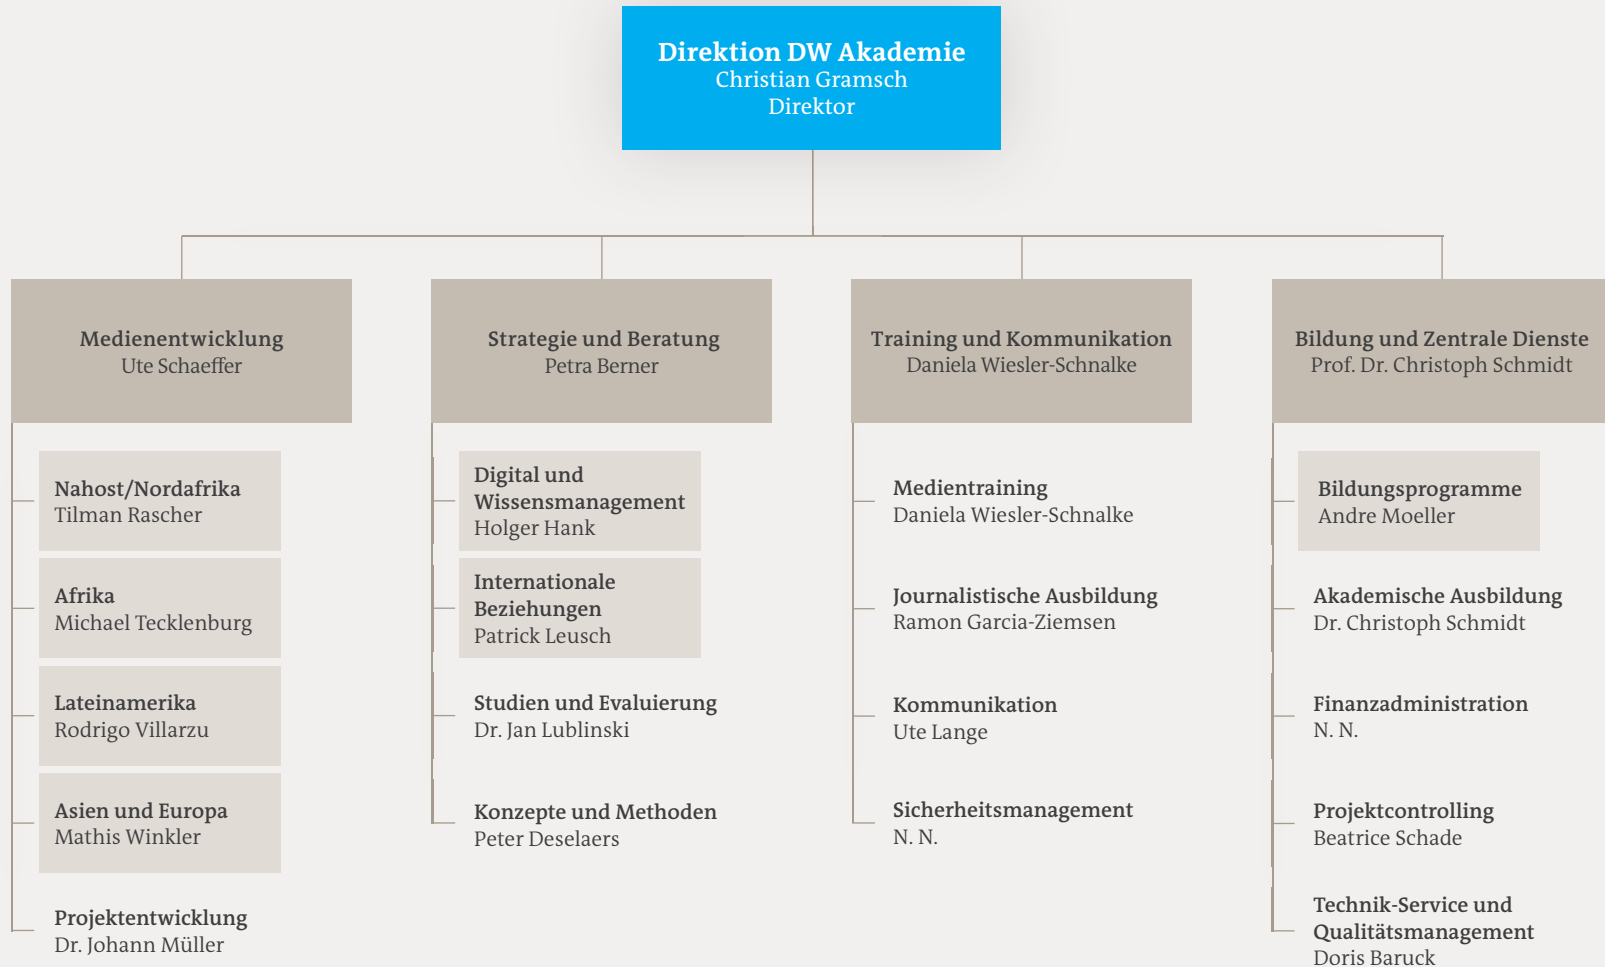 Direktion DW Akademie
Christian Gramsch
Direktor
Medienentwicklung
Ute Schaeffer
Nahost/Nordafrika
Tilman Rascher
Afrika
Michael Tecklenburg
Lateinamerika
Rodrigo Villarzu
Asien und Europa
Mathis Winkler
Projektentwicklung
Dr. Johann Müller
Strategie und Beratung
Petra Berner
Digital und
Wissensmanagement
Holger Hank
Internationale
Beziehungen
Patrick Leusch
Studien und Evaluierung
Dr. Jan Lublinski
Konzepte und Methoden
Peter Deselaers
Training und Kommunikation
Daniela Wiesler-Schnalke
Medientraining
Daniela Wiesler-Schnalke
Journalistische Ausbildung
Ramon Garcia-Ziemsen
Kommunikation
Ute Lange
Sicherheitsmanagement
N. N.
Bildung und Zentrale Dienste
Prof. Dr. Christoph Schmidt
Bildungsprogramme
Andre Moeller
Akademische Ausbildung
Dr. Christoph Schmidt
Finanzadministration
N. N.
Projektcontrolling
Beatrice Schade
Technik-Service und
Qualitätsmanagement
Doris Baruck